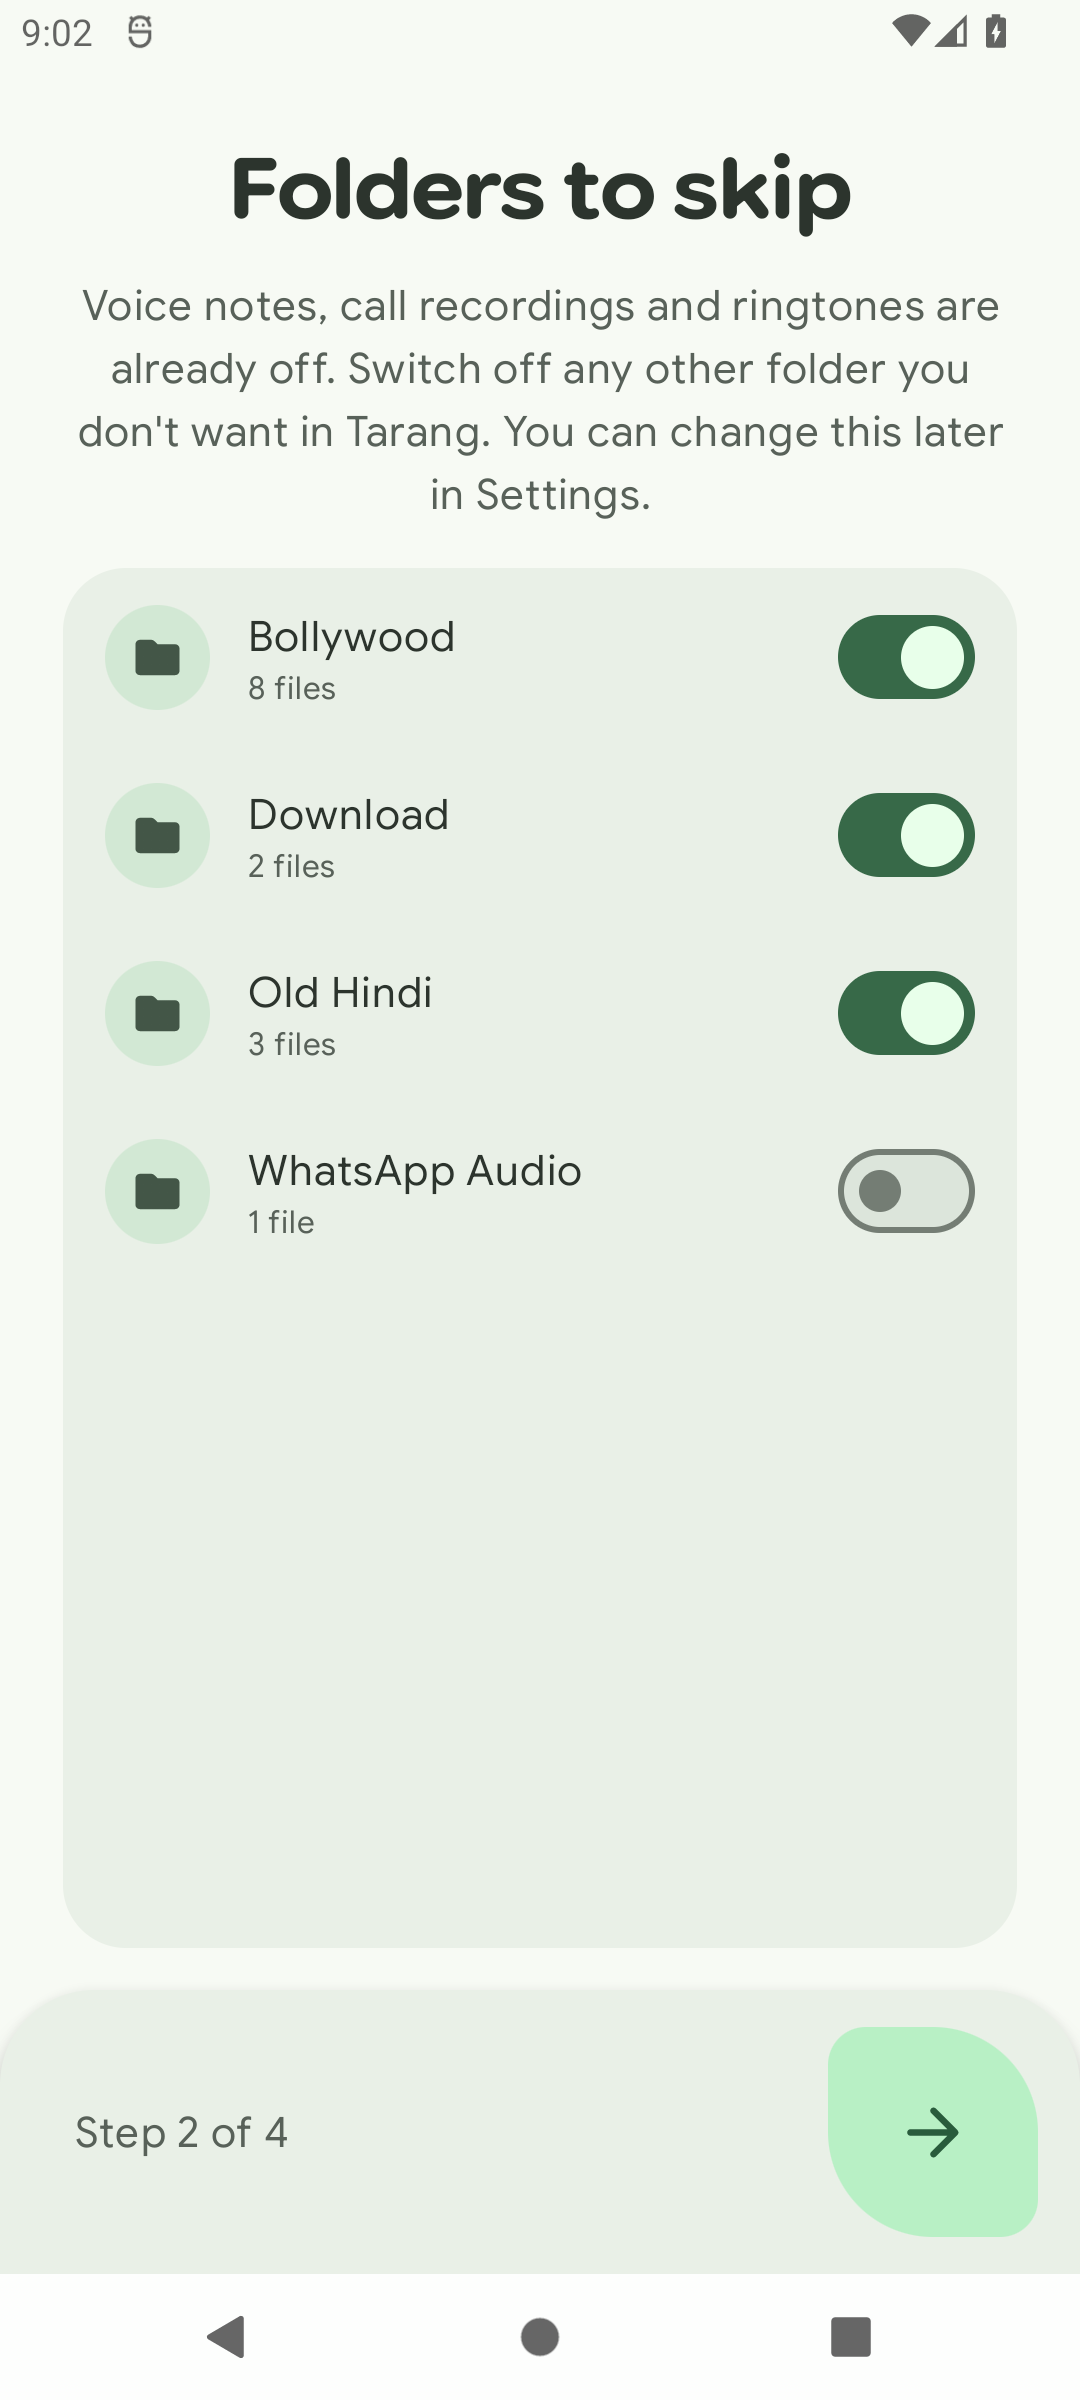 9:02
Folders to skip
Voice notes, call recordings and ringtones are
already off. Switch off any other folder you
don't want in Tarang. You can change this later
in Settings.
Bollywood
8 files
Download
2 files
Old Hindi
3 files
WhatsApp Audio
1 file
Step 2 of 4